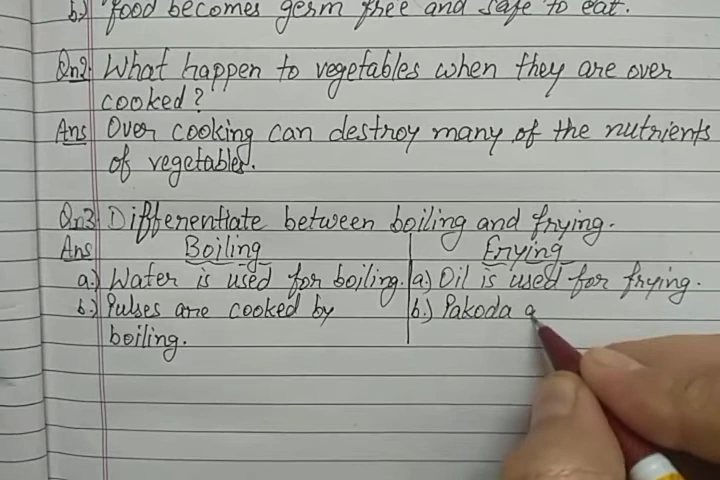 b.) food becomes germ free and safe to eat.
Qn2. What happen to vegetables when they are over
cooked?
Ans Over cooking can destroy many of the nutrients
of vegetables.
Qn3. Differentiate between boiling and frying.
Ans Boiling Frying
a.) Water is used for boiling. a.) Oil is used for frying.
b.) Pulses are cooked by b.) Pakoda a
boiling.